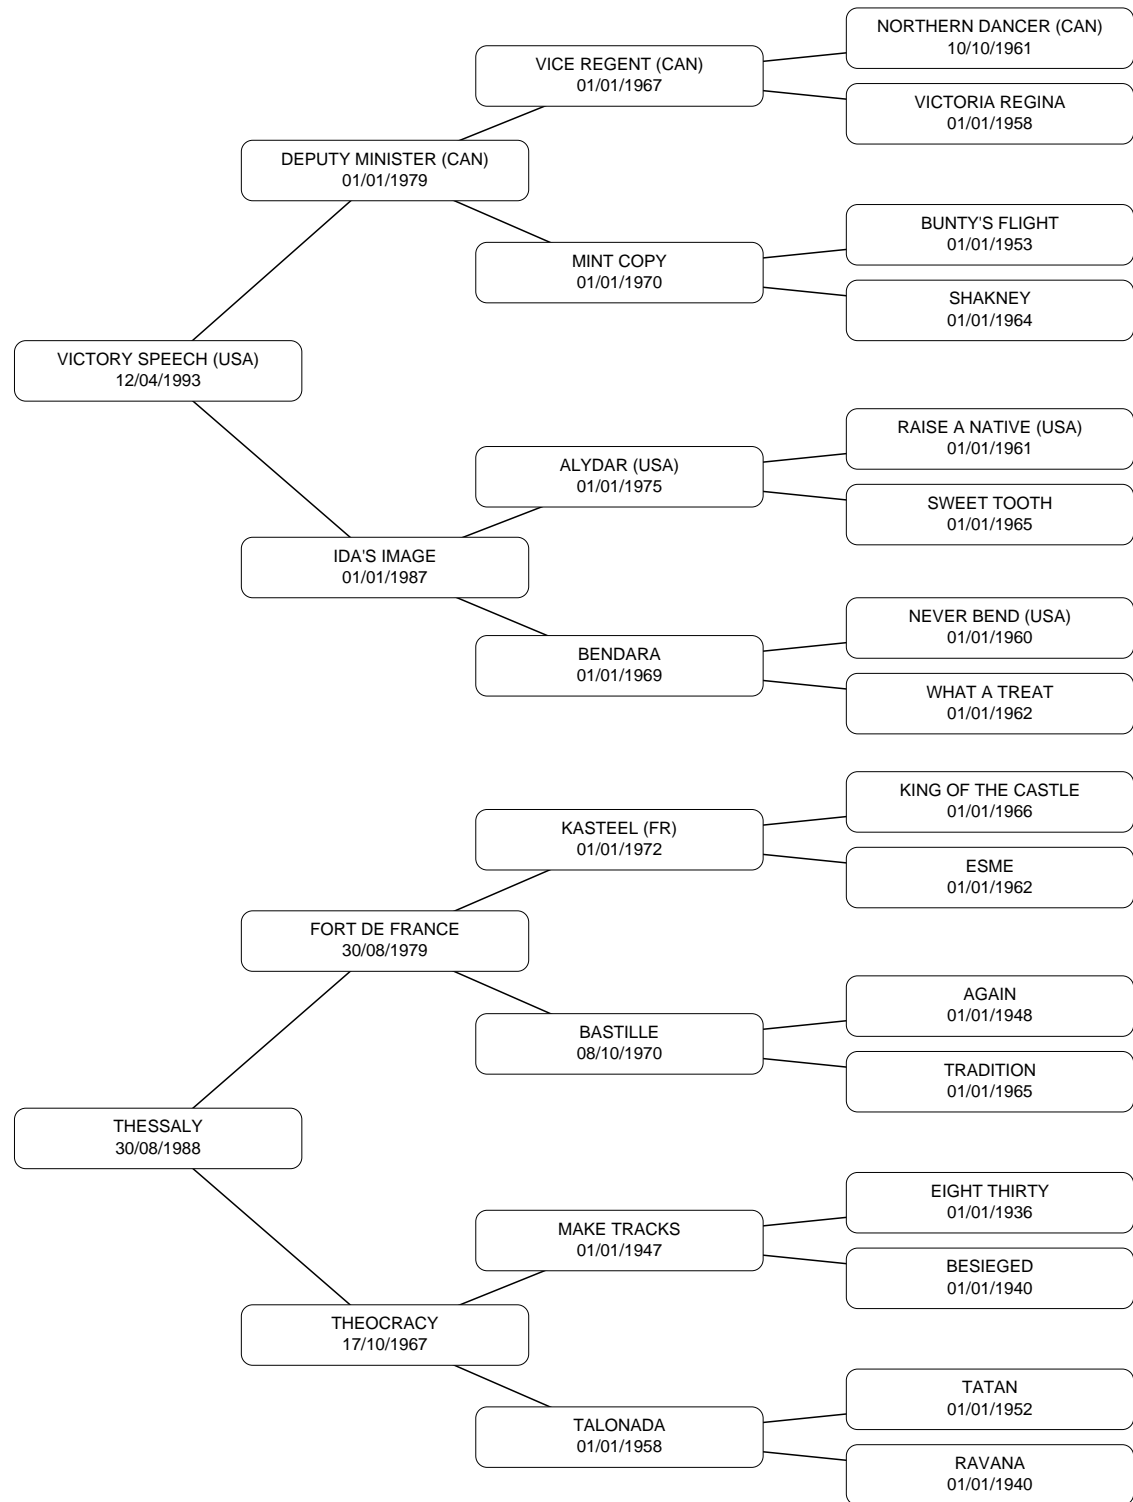 NORTHERN DANCER (CAN)
10/10/1961
VICE REGENT (CAN)
01/01/1967
VICTORIA REGINA
01/01/1958
DEPUTY MINISTER (CAN)
01/01/1979
BUNTY'S FLIGHT
01/01/1953
MINT COPY
01/01/1970
SHAKNEY
01/01/1964
VICTORY SPEECH (USA)
12/04/1993
RAISE A NATIVE (USA)
01/01/1961
ALYDAR (USA)
01/01/1975
SWEET TOOTH
01/01/1965
IDA'S IMAGE
01/01/1987
NEVER BEND (USA)
01/01/1960
BENDARA
01/01/1969
WHAT A TREAT
01/01/1962
KING OF THE CASTLE
01/01/1966
KASTEEL (FR)
01/01/1972
ESME
01/01/1962
FORT DE FRANCE
30/08/1979
AGAIN
01/01/1948
BASTILLE
08/10/1970
TRADITION
01/01/1965
THESSALY
30/08/1988
EIGHT THIRTY
01/01/1936
MAKE TRACKS
01/01/1947
BESIEGED
01/01/1940
THEOCRACY
17/10/1967
TATAN
01/01/1952
TALONADA
01/01/1958
RAVANA
01/01/1940